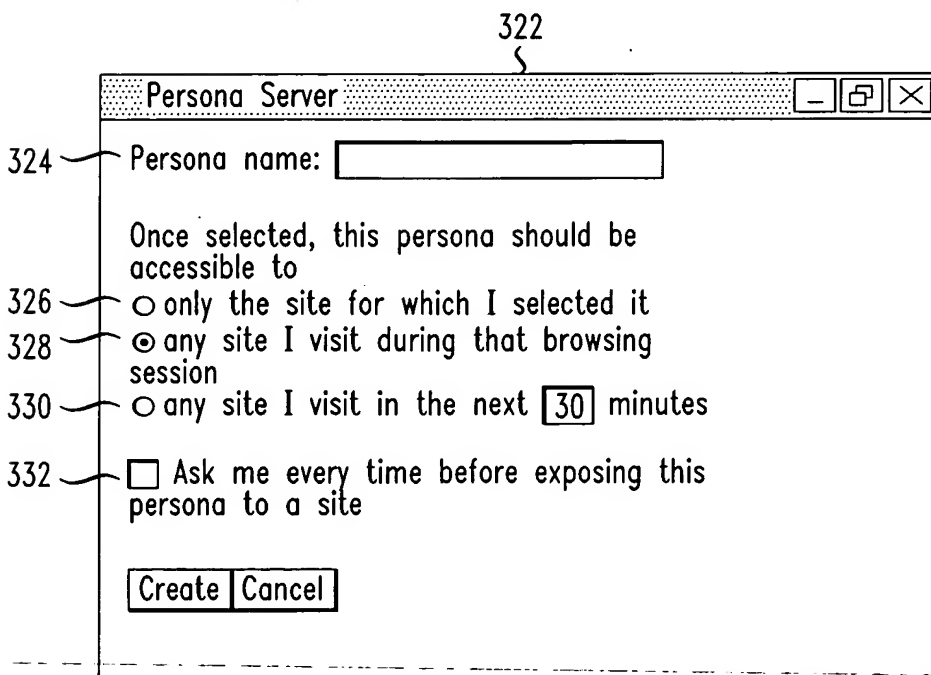 322
Persona Server
324 Persona name:
Once selected, this persona should be
accessible to
326 only the site for which I selected it
328 any site I visit during that browsing
session
330 any site I visit in the next 30 minutes
332 Ask me every time before exposing this
persona to a site
Create Cancel